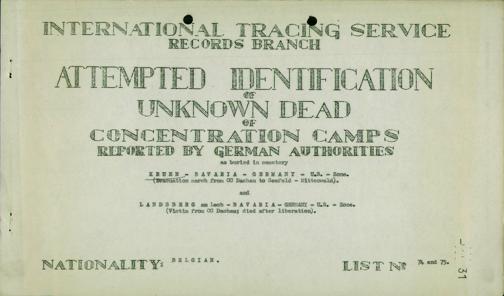 INTERNATIONAL TRACING SERVICE
RECORDS BRANCH
ATTEMPTED IDENTIFICATION
OF
UNKNOWN DEAD
OF
CONCENTRATION CAMPS
REPORTED BY GERMAN AUTHORITIES
as buried in cemetery
KRUEN - BAVARIA - GERMANY - U.S. - Zone.
(Evacuation march from CC Dachau to Seefeld - Mittenwald).
and
LANDSBERG am Lech - BAVARIA - GERMANY - U.S. - Zone.
(Victim from CC Dachau; died after liberation).
NATIONALITY: BELGIAN.
LIST No 74 and 75.
31